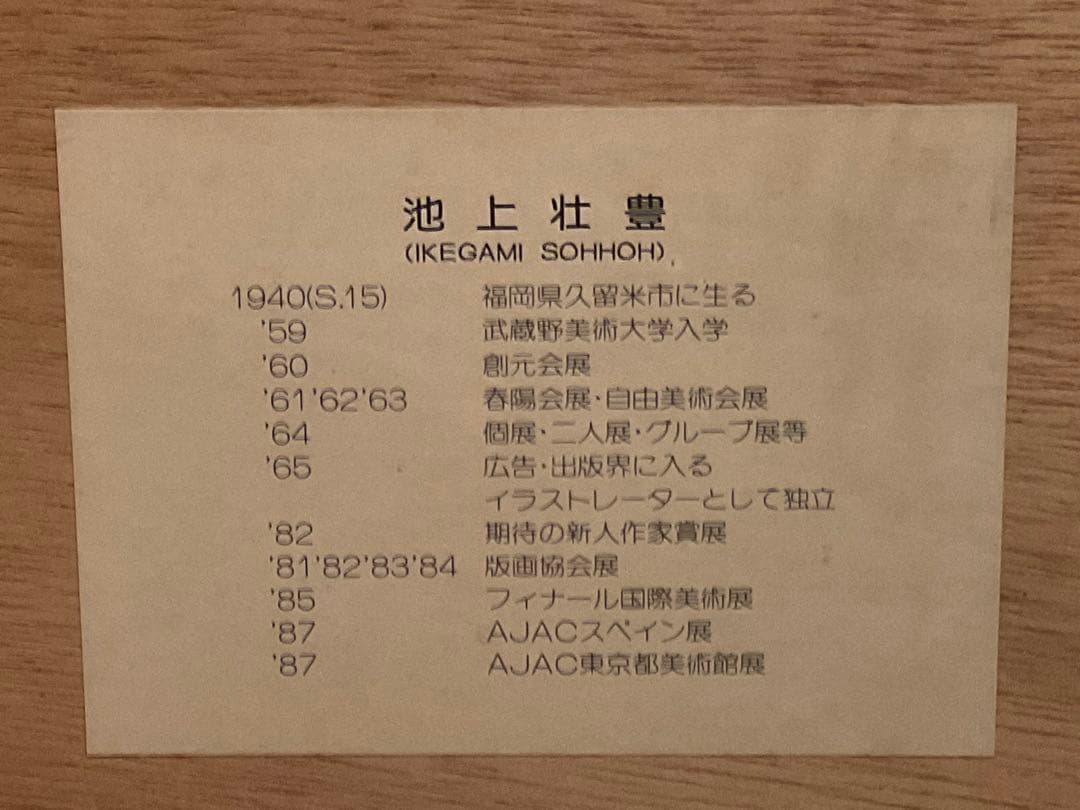 池上壮豊
(IKEGAMI SOHHOH)
1940(S.15) 福岡県久留米市に生る
'59 武蔵野美術大学入学
'60 創元会展
'61'62'63 春陽会展・自由美術会展
'64 個展・二人展・グループ展等
'65 広告・出版界に入る
イラストレーターとして独立
'82 期待の新人作家賞展
'81'82'83'84 版画協会展
'85 フィナール国際美術展
'87 AJACスペイン展
'87 AJAC東京都美術館展